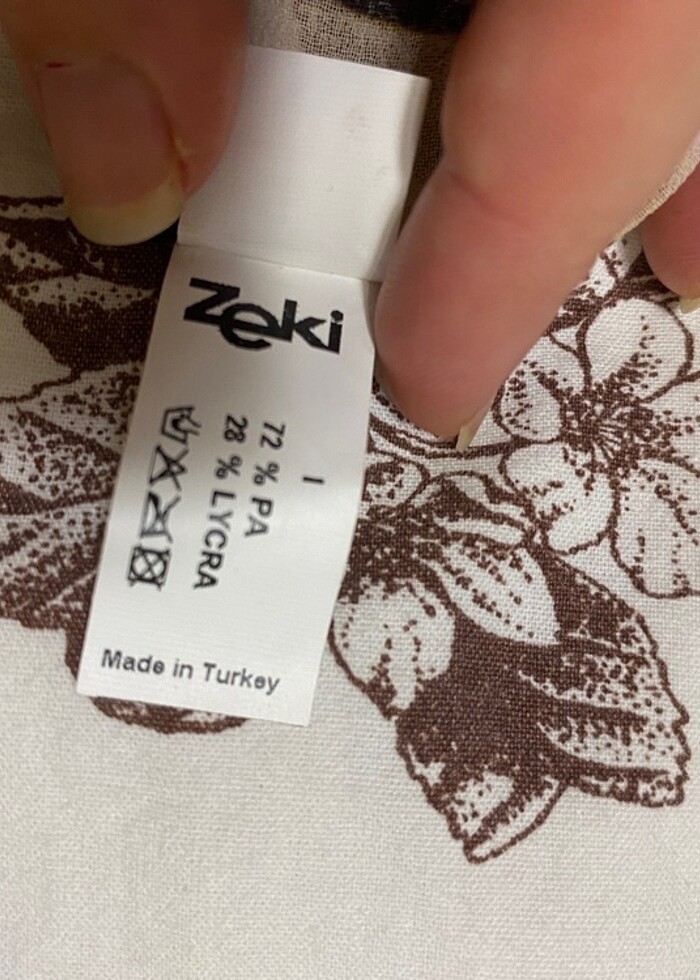 Zeki
I
72 % PA
28 % LYCRA
Made in Turkey